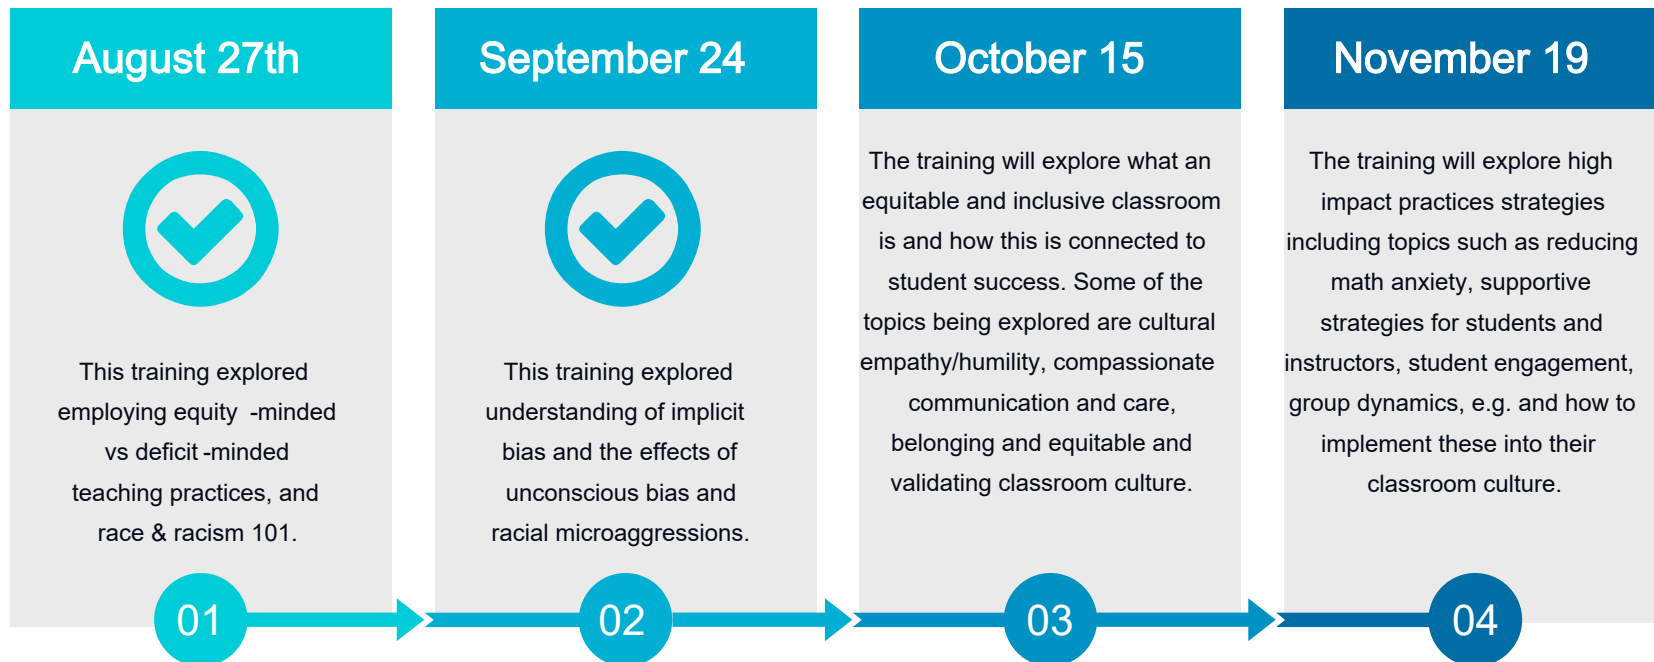 August 27th
This training explored
employing equity -minded
vs deficit -minded
teaching practices, and
race & racism 101.
01
September 24
This training explored
understanding of implicit
bias and the effects of
unconscious bias and
racial microaggressions.
02
October 15
The training will explore what an
equitable and inclusive classroom
is and how this is connected to
student success. Some of the
topics being explored are cultural
empathy/humility, compassionate
communication and care,
belonging and equitable and
validating classroom culture.
03
November 19
The training will explore high
impact practices strategies
including topics such as reducing
math anxiety, supportive
strategies for students and
instructors, student engagement,
group dynamics, e.g. and how to
implement these into their
classroom culture.
04